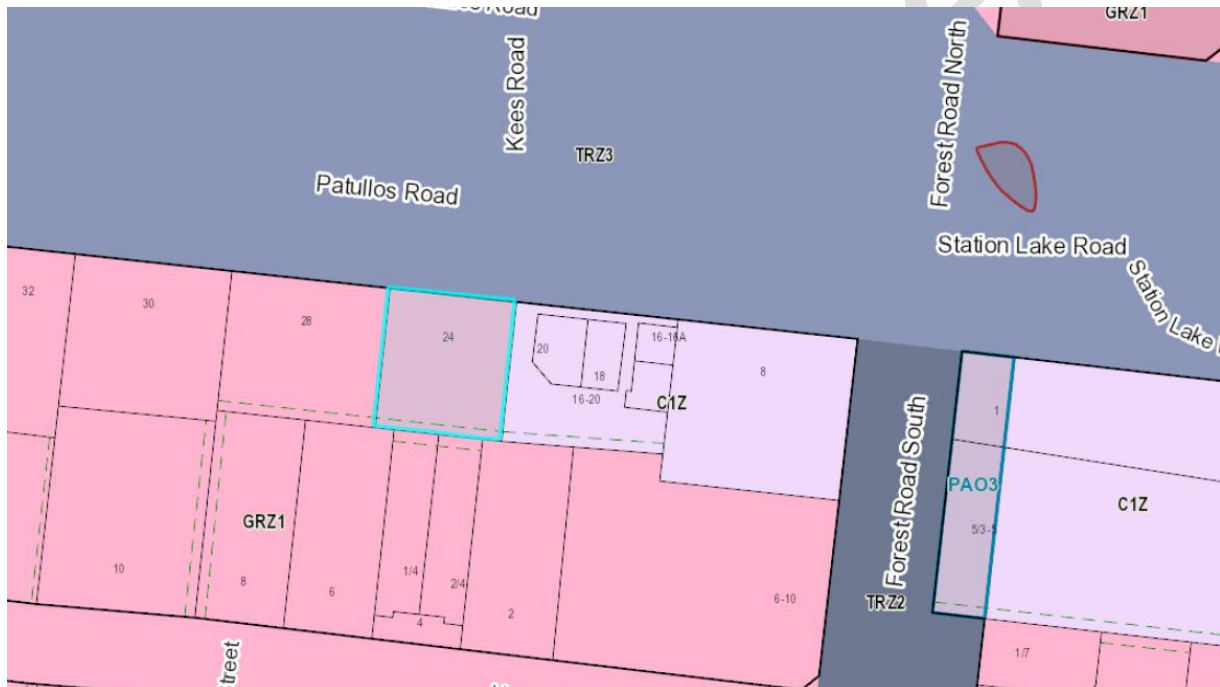 GRZ1
Kees Road
Forest Road North
TRZ3
Patullos Road
Station Lake Road
Station Lake
32
30
28
24
20
18
16-16A
16-20
C1Z
8
1
PAO3
5/3-5
C1Z
Forest Road South
TRZ2
GRZ1
10
8
6
1/4
2/4
4
2
6-10
1/7